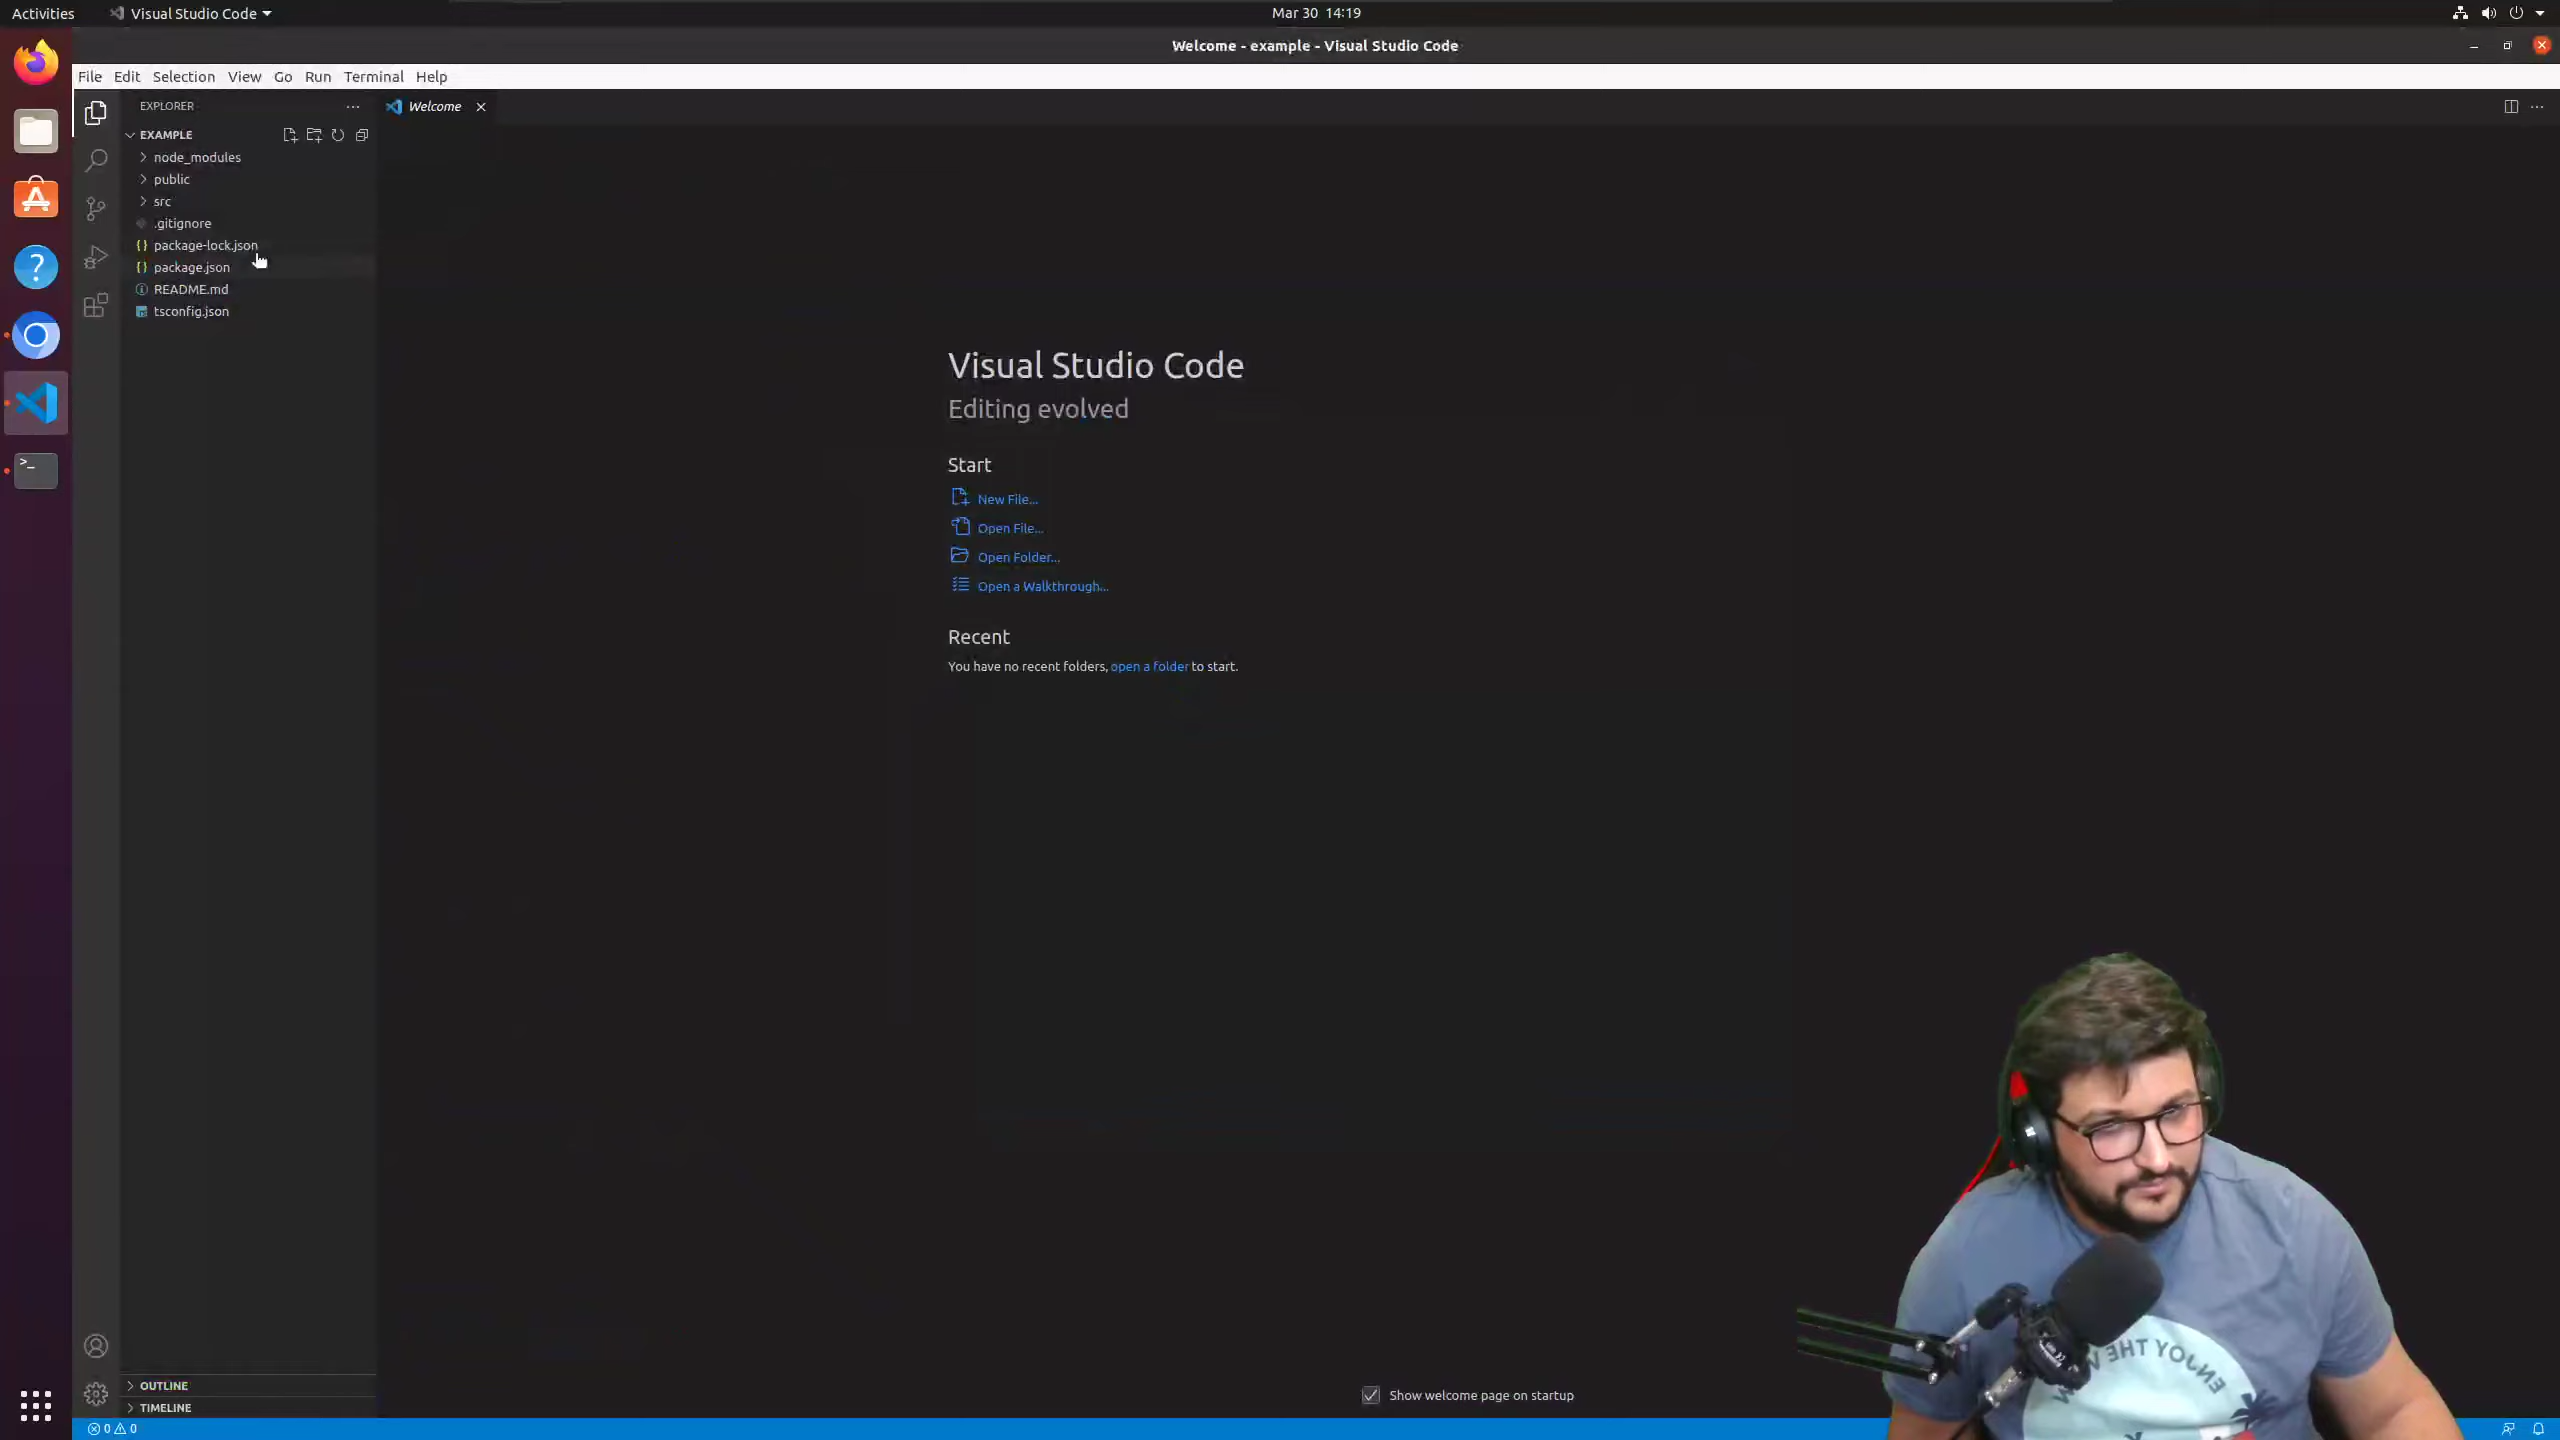 Activities
Visual Studio Code
Mar 30 14:19
Welcome - example - Visual Studio Code
File Edit Selection View Go Run Terminal Help
EXPLORER
Welcome
EXAMPLE
node_modules
public
src
.gitignore
package-lock.json
package.json
README.md
tsconfig.json
Visual Studio Code
Editing evolved
Start
New File...
Open File...
Open Folder...
Open a Walkthrough...
Recent
You have no recent folders, open a folder to start.
ENJOY THE
OUTLINE
TIMELINE
Show welcome page on startup
0 0